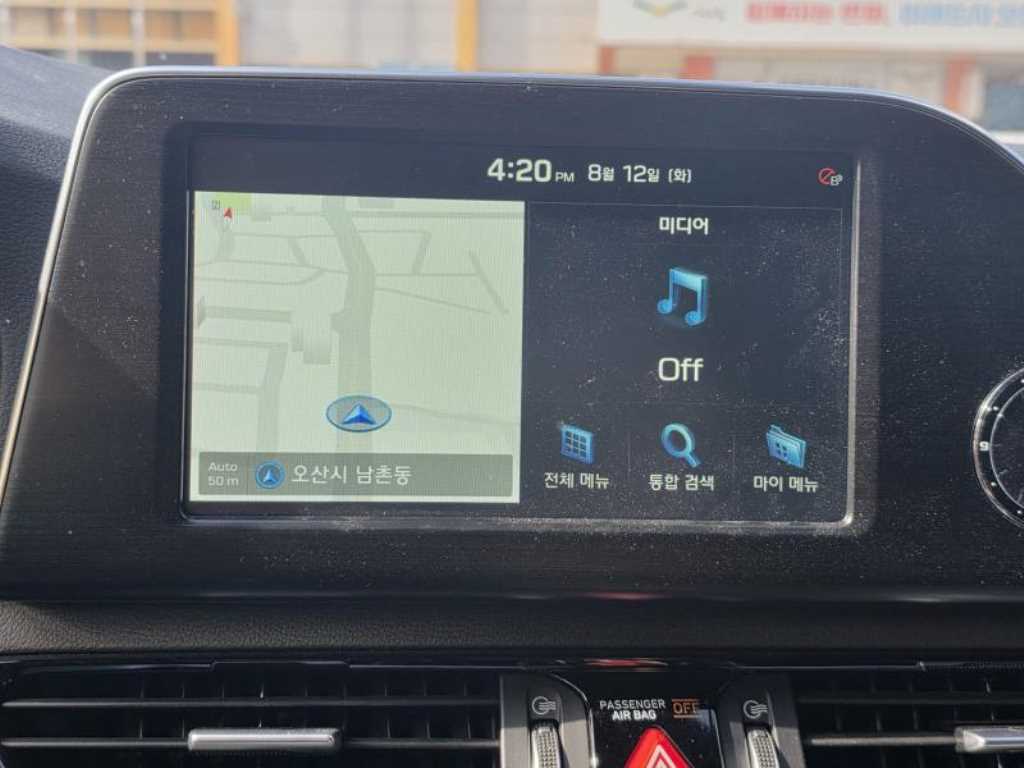 4:20 PM 8월 12일 (화)
미디어
Off
전체 메뉴 통합 검색 마이 메뉴
Auto
50 m
오산시 남촌동
PASSENGER
AIR BAG OFF